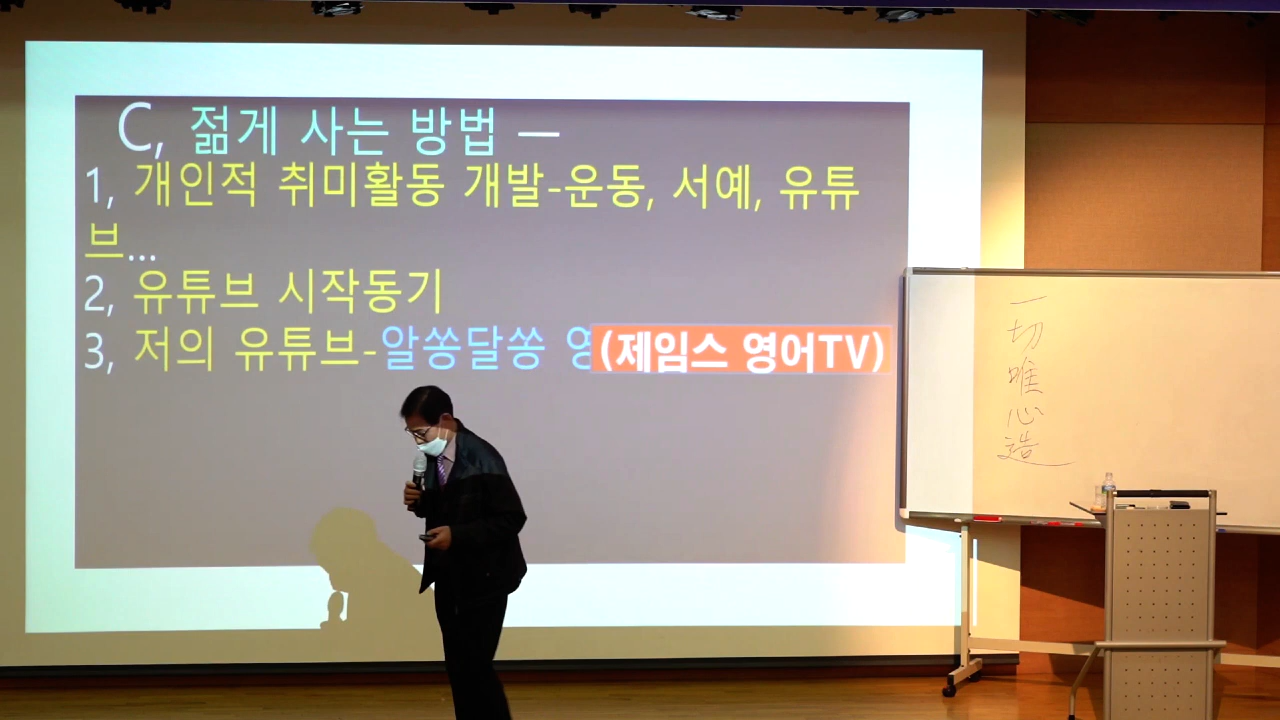 C, 젊게 사는 방법 —
1, 개인적 취미활동 개발-운동, 서예, 유튜
브...
2, 유튜브 시작동기
3, 저의 유튜브-알쏭달쏭 영(제임스 영어TV)
一切唯心造